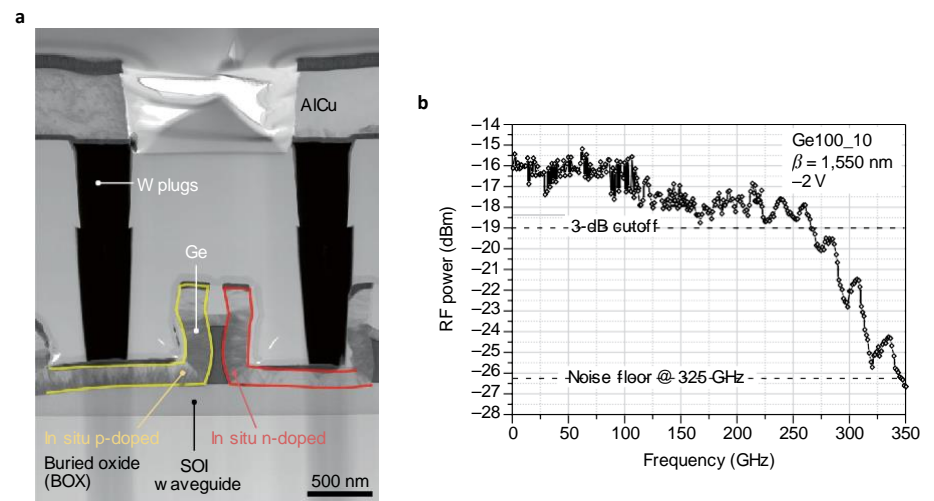 a
AlCu
W plugs
Ge
In situ p-doped
In situ n-doped
Buried oxide
(BOX)
SOI
waveguide
500 nm
b
RF power (dBm)
−14
−15
−16
−17
−18
−19
−20
−21
−22
−23
−24
−25
−26
−27
−28
Ge100_10
β = 1,550 nm
−2 V
3-dB cutoff
Noise floor @ 325 GHz
0
50
100
150
200
250
300
350
Frequency (GHz)